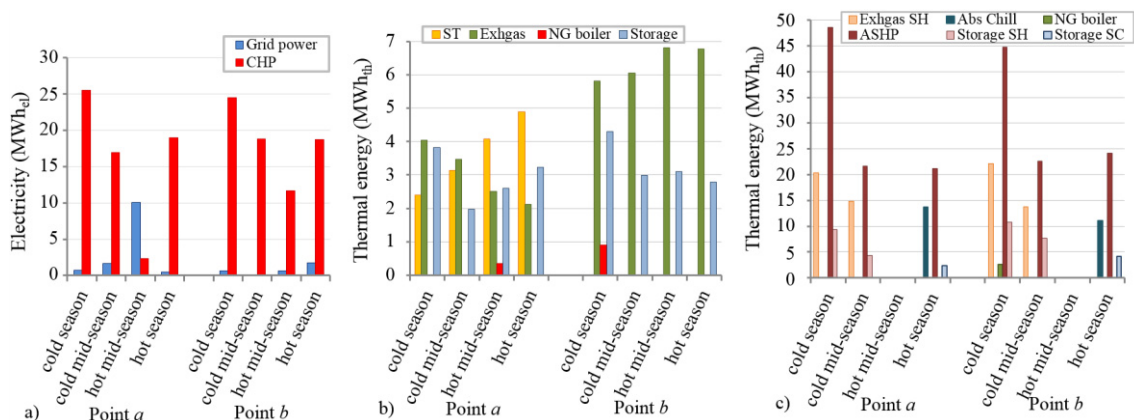 Grid power
CHP
Electricity (MWh_el)
30
25
20
15
10
5
0
cold season
cold mid-season
hot mid-season
hot season
cold season
cold mid-season
hot mid-season
hot season
a)
Point a
Point b
ST
Exhgas
NG boiler
Storage
Thermal energy (MWh_th)
7
6
5
4
3
2
1
0
cold season
cold mid-season
hot mid-season
hot season
cold season
cold mid-season
hot mid-season
hot season
b)
Point a
Point b
Exhgas SH
Abs Chill
NG boiler
ASHP
Storage SH
Storage SC
Thermal energy (MWh_th)
50
45
40
35
30
25
20
15
10
5
0
cold season
cold mid-season
hot mid-season
hot season
cold season
cold mid-season
hot mid-season
hot season
c)
Point a
Point b